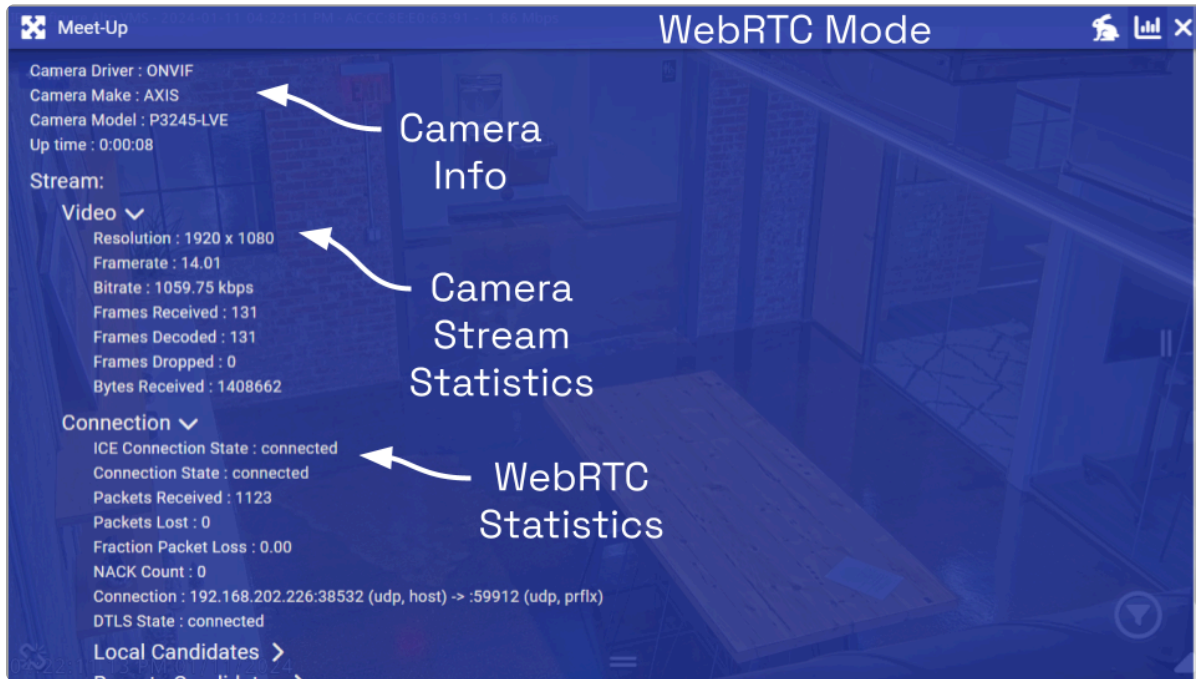 Meet-Up
WebRTC Mode
Camera Driver : ONVIF
Camera Make : AXIS
Camera Model : P3245-LVE
Up time : 0:00:08
Camera
Info
Stream:
Video
Resolution : 1920 x 1080
Framerate : 14.01
Bitrate : 1059.75 kbps
Frames Received : 131
Frames Decoded : 131
Frames Dropped : 0
Bytes Received : 1408662
Camera
Stream
Statistics
Connection
ICE Connection State : connected
Connection State : connected
Packets Received : 1123
Packets Lost : 0
Fraction Packet Loss : 0.00
NACK Count : 0
Connection : 192.168.202.226:38532 (udp, host) -> :59912 (udp, prflx)
DTLS State : connected
WebRTC
Statistics
Local Candidates